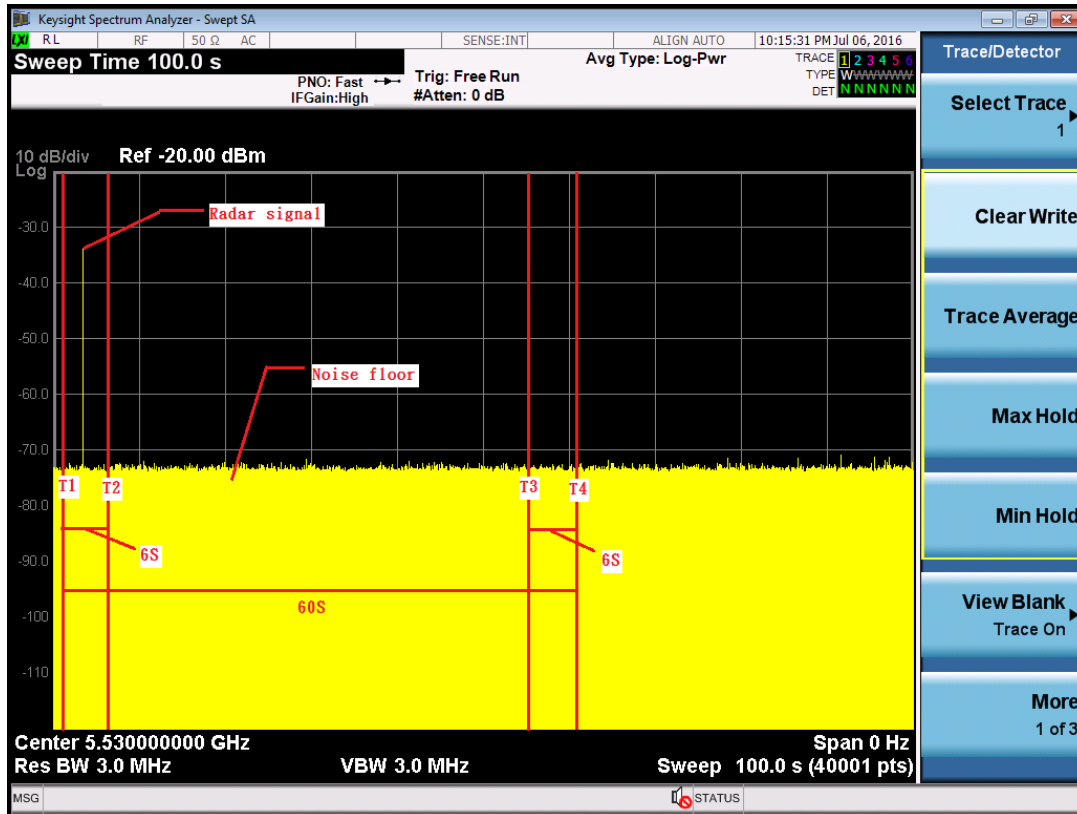 Keysight Spectrum Analyzer - Swept SA
LXI RL RF 50 Ω AC SENSE:INT ALIGN AUTO 10:15:31 PM Jul 06, 2016
Sweep Time 100.0 s
PNO: Fast
IFGain:High
Trig: Free Run
#Atten: 0 dB
Avg Type: Log-Pwr
TRACE 1 2 3 4 5 6
TYPE WWWWWW
DET N N N N N N
10 dB/div Ref -20.00 dBm
Log
-30.0
-40.0
-50.0
-60.0
-70.0
-80.0
-90.0
-100
-110
Radar signal
Noise floor
T1 T2 T3 T4
6S 6S
60S
Center 5.530000000 GHz Span 0 Hz
Res BW 3.0 MHz VBW 3.0 MHz Sweep 100.0 s (40001 pts)
MSG STATUS
Trace/Detector
Select Trace
1
Clear Write
Trace Average
Max Hold
Min Hold
View Blank
Trace On
More
1 of 3